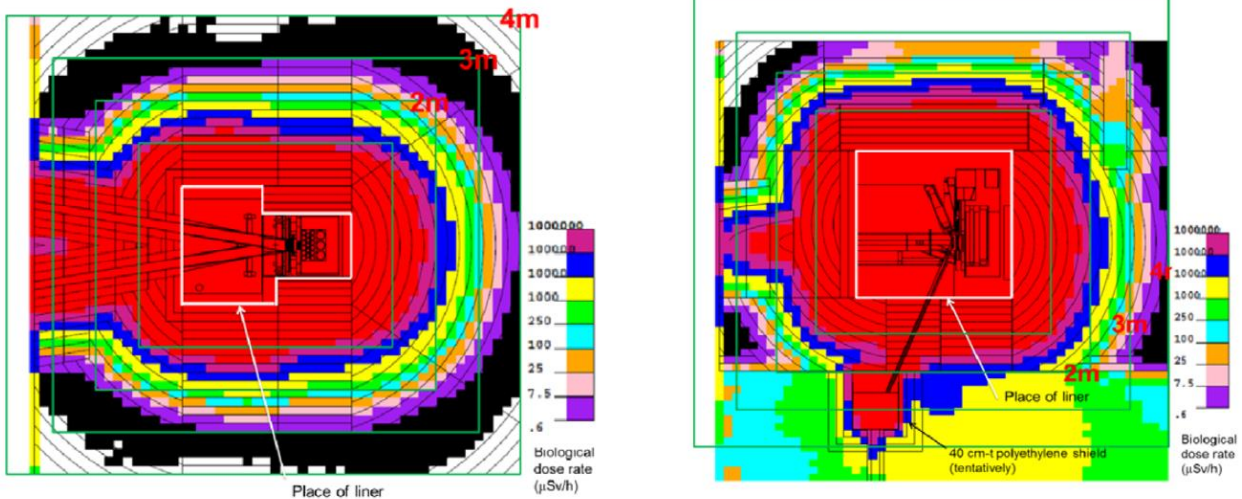 4m
3m
2m
1000000
100000
10000
1000
250
100
25
7.5
.6
Biological
dose rate
(μSv/h)
Place of liner
1000000
100000
10000
1000
250
100
25
7.5
.6
3m
2m
Place of liner
40 cm-t polyethylene shield
(tentatively)
Biological
dose rate
(μSv/h)